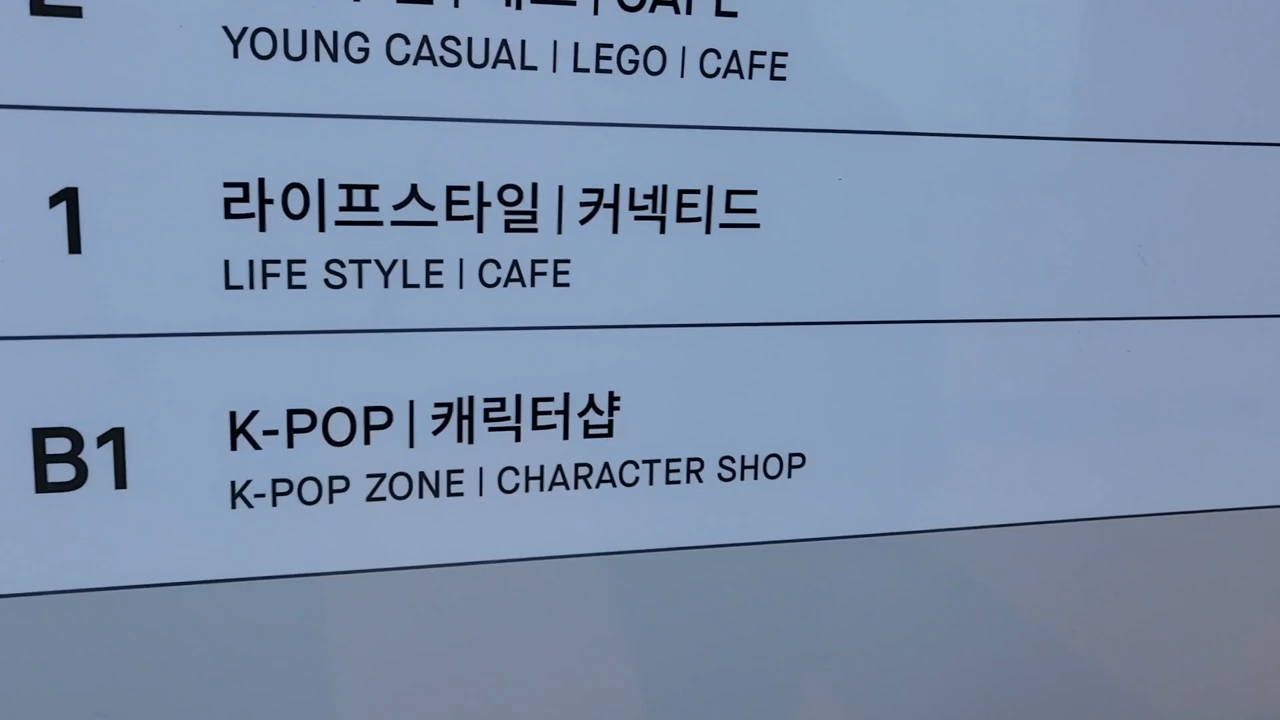 YOUNG CASUAL | LEGO | CAFE
1
라이프스타일 | 커넥티드
LIFE STYLE | CAFE
B1
K-POP | 캐릭터샵
K-POP ZONE | CHARACTER SHOP